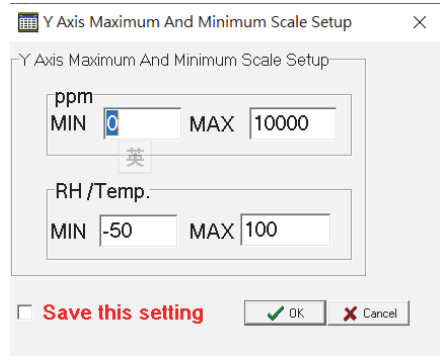 Y Axis Maximum And Minimum Scale Setup
Y Axis Maximum And Minimum Scale Setup
ppm
MIN 0 MAX 10000
英
RH /Temp.
MIN -50 MAX 100
Save this setting OK Cancel